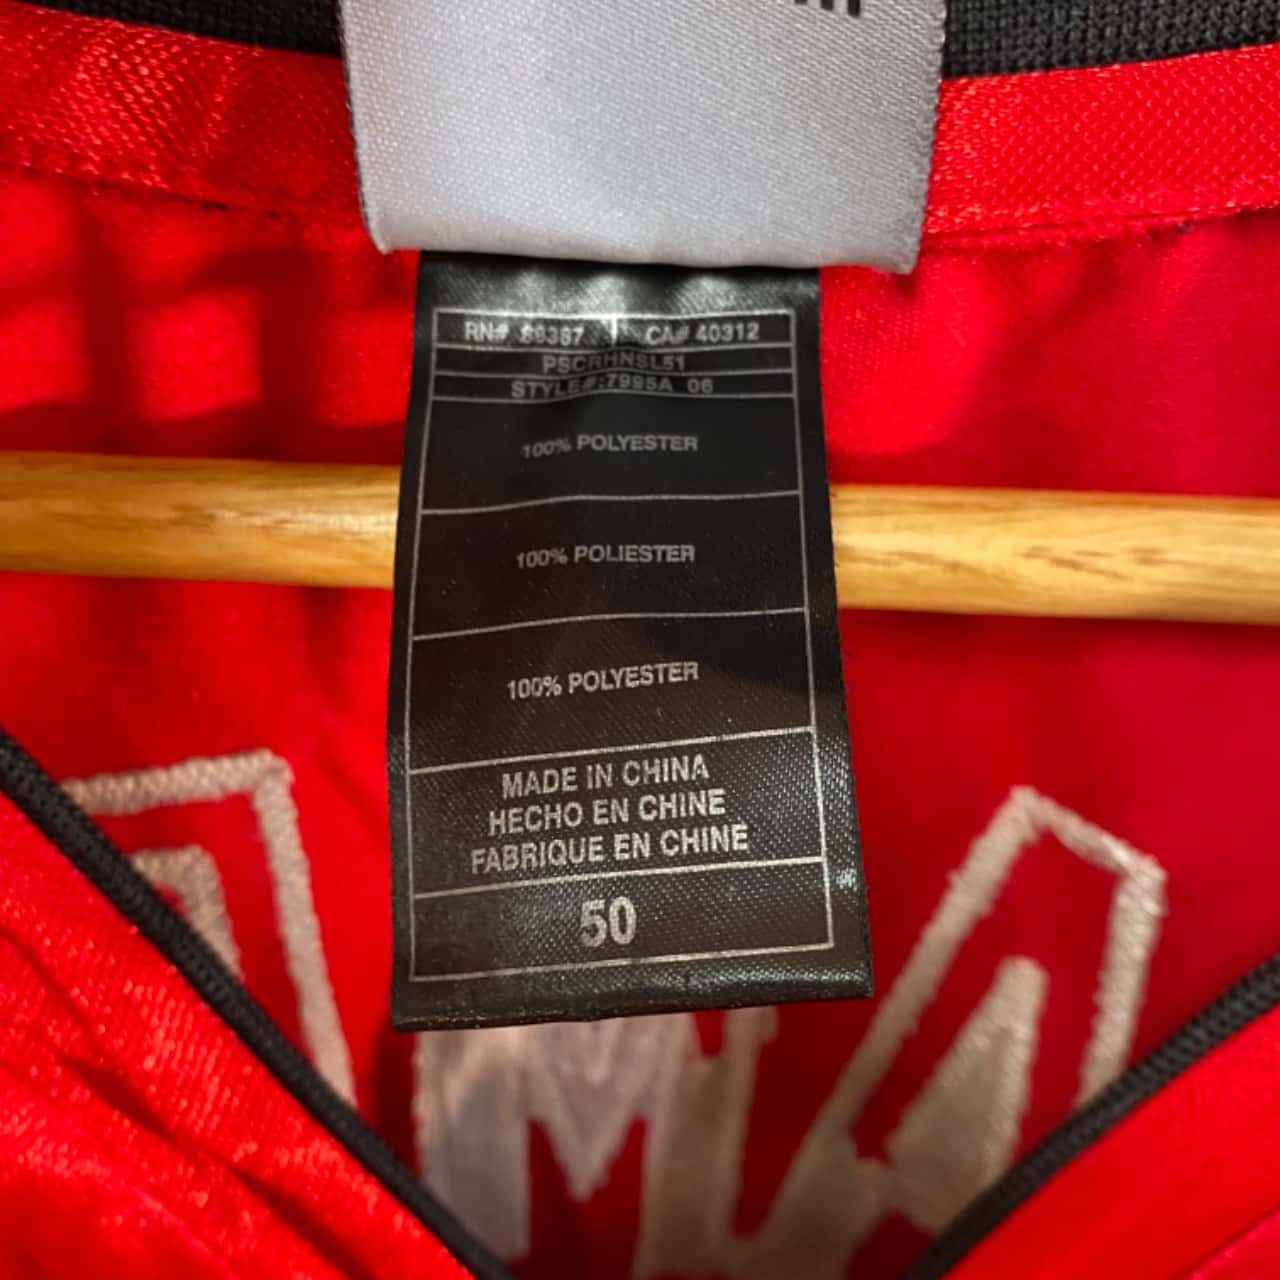 RN# 89387 CA# 40312
PSCRHNSL51
STYLE#:7995A 06
100% POLYESTER
100% POLIESTER
100% POLYESTER
MADE IN CHINA
HECHO EN CHINE
FABRIQUE EN CHINE
50